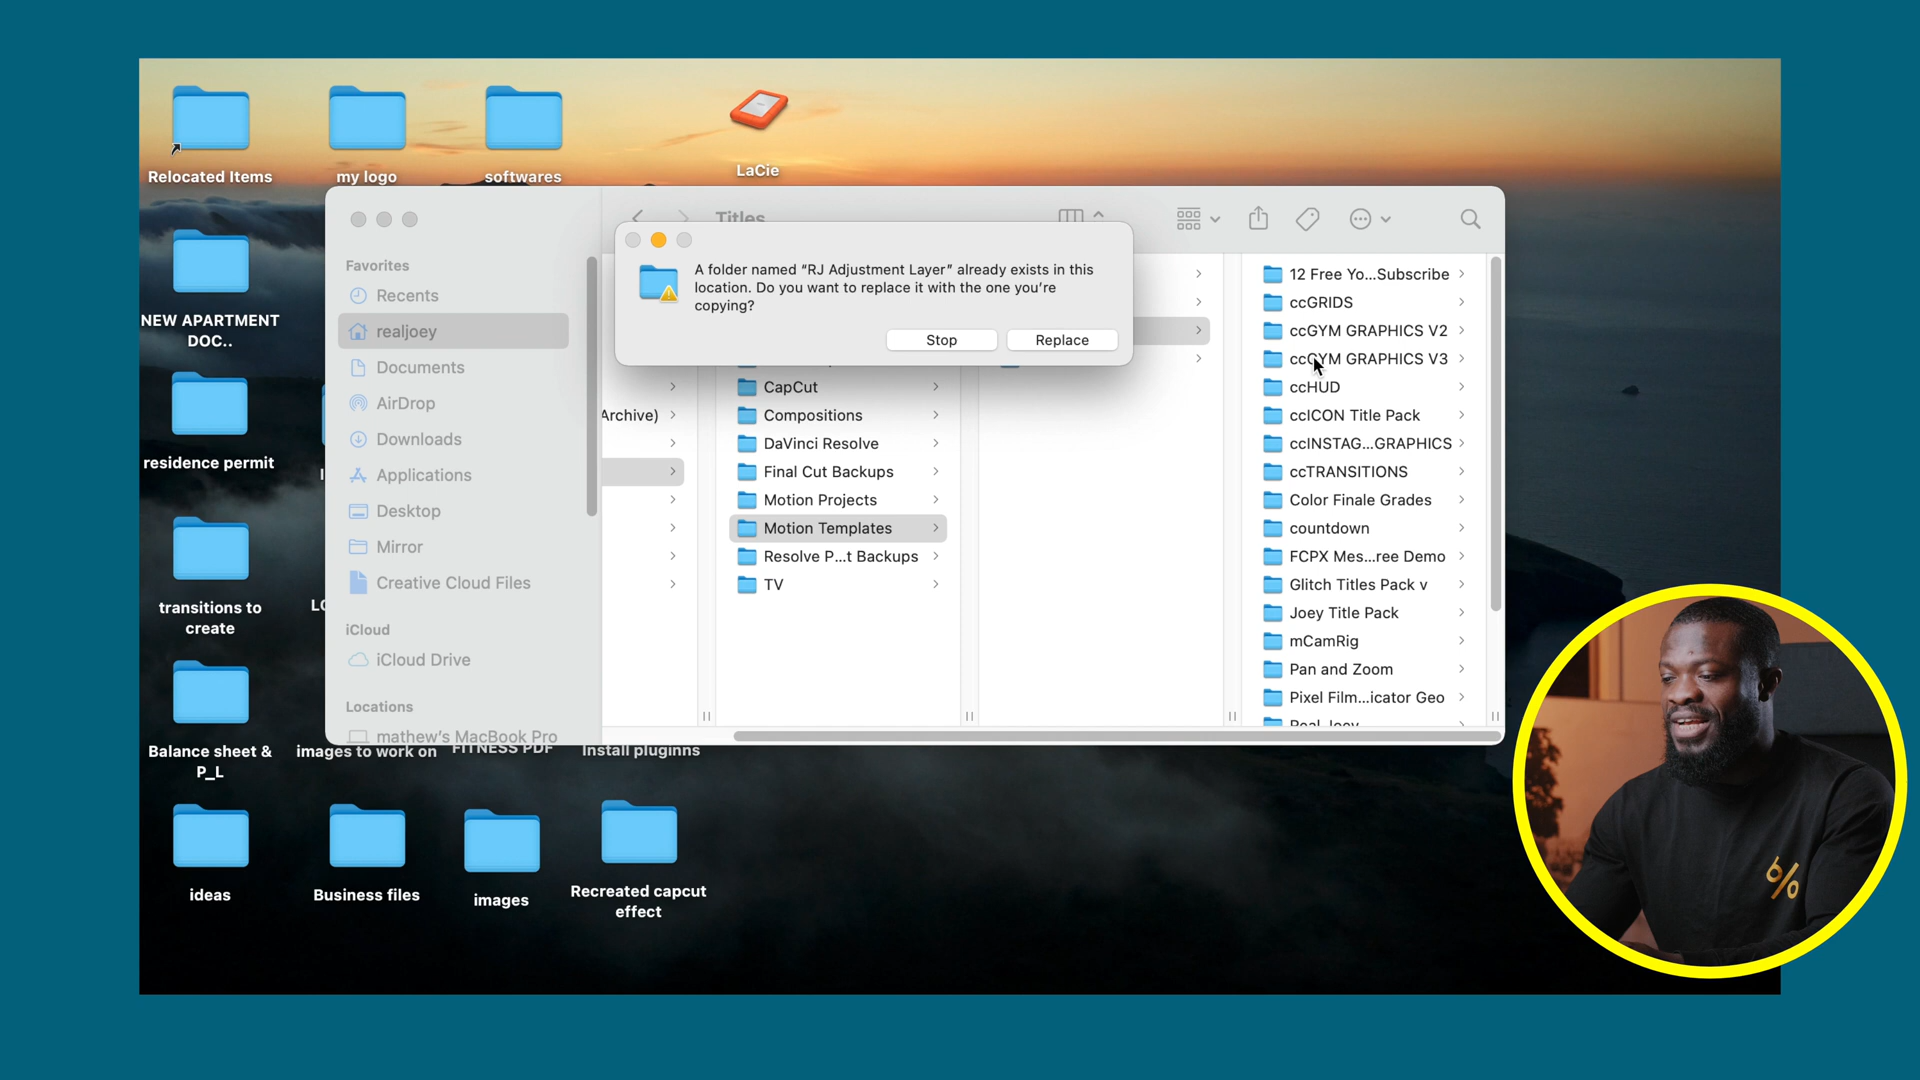 Relocated Items
my logo
softwares
LaCie
NEW APARTMENT
DOC..
residence permit
transitions to
create
Balance sheet &
P_L
images to work on
FITNESS PDF
Install pluginns
ideas
Business files
images
Recreated capcut
effect
Titles
Favorites
Recents
realjoey
Documents
AirDrop
Downloads
Applications
Desktop
Mirror
Creative Cloud Files
iCloud
iCloud Drive
Locations
mathew's MacBook Pro
A folder named “RJ Adjustment Layer” already exists in this
location. Do you want to replace it with the one you’re
copying?
Stop
Replace
Archive)
CapCut
Compositions
DaVinci Resolve
Final Cut Backups
Motion Projects
Motion Templates
Resolve P...t Backups
TV
12 Free Yo...Subscribe
ccGRIDS
ccGYM GRAPHICS V2
ccGYM GRAPHICS V3
ccHUD
ccICON Title Pack
ccINSTAG...GRAPHICS
ccTRANSITIONS
Color Finale Grades
countdown
FCPX Mes...ree Demo
Glitch Titles Pack v
Joey Title Pack
mCamRig
Pan and Zoom
Pixel Film...icator Geo
Real Joey